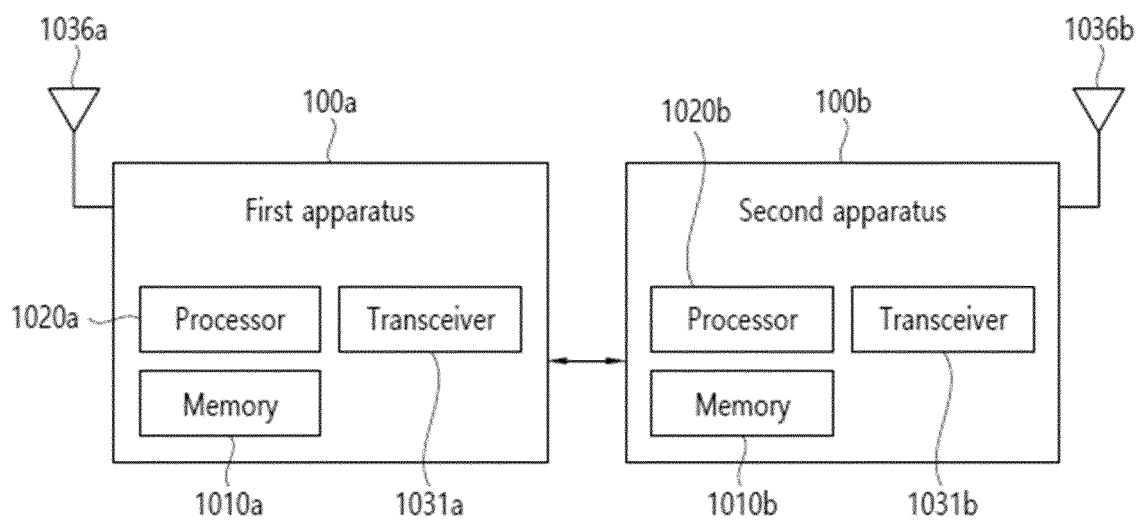 1036a
1036b
100a
1020b
100b
First apparatus
Second apparatus
1020a
Processor
Transceiver
Processor
Transceiver
Memory
Memory
1010a
1031a
1010b
1031b